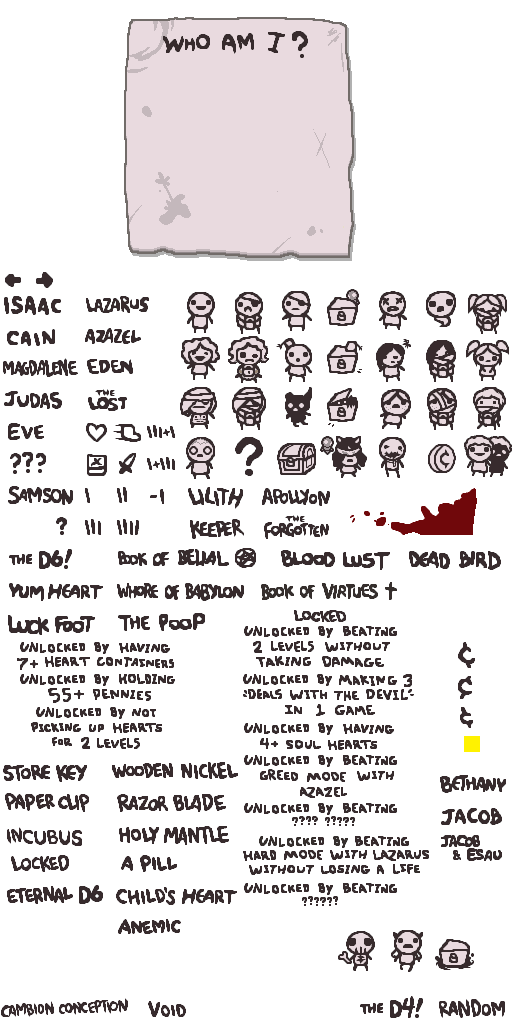 WHO AM I?
ISAAC LAZARUS
CAIN AZAZEL
MAGDALENE EDEN
JUDAS THE LOST
EVE III+I
??? I+III
?
SAMSON I II -I LILITH APOLLYON
? III IIII KEEPER THE FORGOTTEN
THE D6! BOOK OF BELIAL BLOOD LUST DEAD BIRD
YUM HEART WHORE OF BABYLON BOOK OF VIRTUES †
LUCK FOOT THE POOP
UNLOCKED BY HAVING
7+ HEART CONTAINERS
UNLOCKED BY HOLDING
55+ PENNIES
UNLOCKED BY NOT
PICKING UP HEARTS
FOR 2 LEVELS
LOCKED
UNLOCKED BY BEATING
2 LEVELS WITHOUT
TAKING DAMAGE
UNLOCKED BY MAKING 3
"DEALS WITH THE DEVIL"
IN 1 GAME
UNLOCKED BY HAVING
4+ SOUL HEARTS
UNLOCKED BY BEATING
GREED MODE WITH
AZAZEL
UNLOCKED BY BEATING
???? ?????
UNLOCKED BY BEATING
HARD MODE WITH LAZARUS
WITHOUT LOSING A LIFE
UNLOCKED BY BEATING
??????
¢
¢
¢
STORE KEY WOODEN NICKEL
PAPER CLIP RAZOR BLADE
INCUBUS HOLY MANTLE
LOCKED A PILL
ETERNAL D6 CHILD'S HEART
ANEMIC
BETHANY
JACOB
JACOB
& ESAU
CAMBION CONCEPTION VOID THE D4! RANDOM